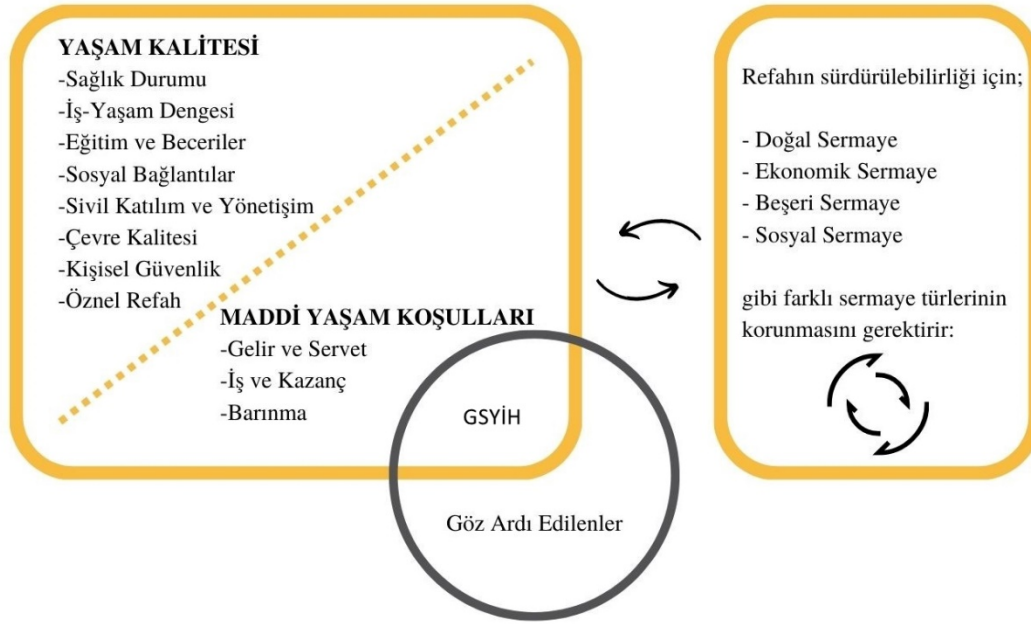 YAŞAM KALİTESİ
-Sağlık Durumu
-İş-Yaşam Dengesi
-Eğitim ve Beceriler
-Sosyal Bağlantılar
-Sivil Katılım ve Yönetişim
-Çevre Kalitesi
-Kişisel Güvenlik
-Öznel Refah
MADDİ YAŞAM KOŞULLARI
-Gelir ve Servet
-İş ve Kazanç
-Barınma
GSYİH
Göz Ardı Edilenler
Refahın sürdürülebilirliği için;
- Doğal Sermaye
- Ekonomik Sermaye
- Beşeri Sermaye
- Sosyal Sermaye
gibi farklı sermaye türlerinin
korunmasını gerektirir: